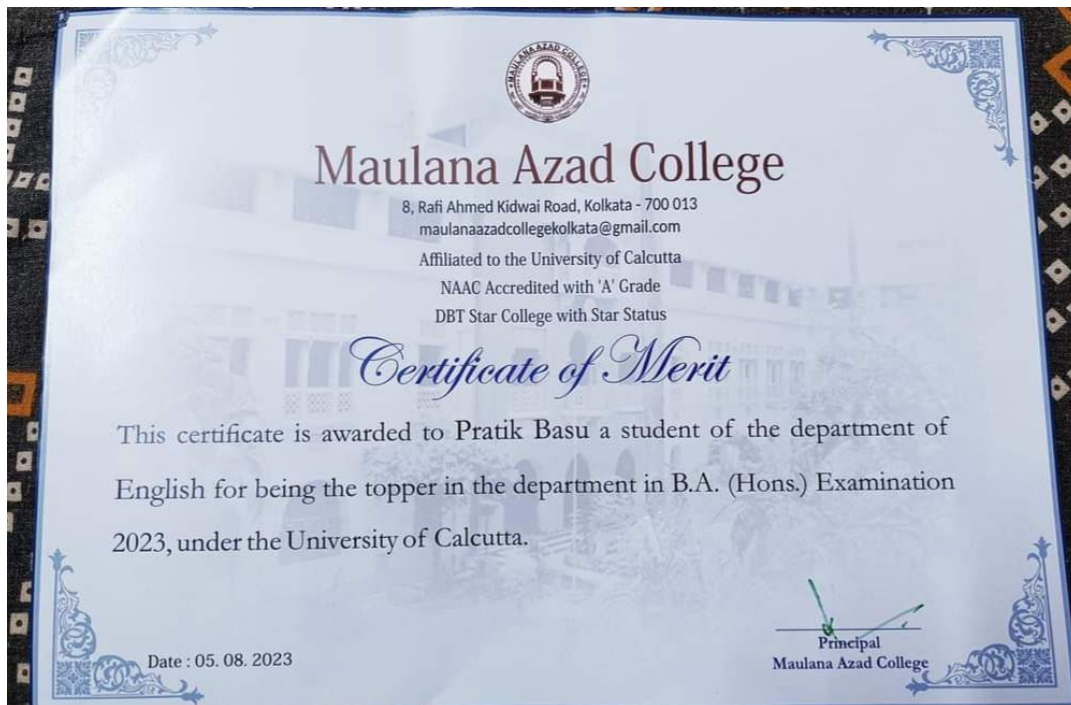 MAULANA AZAD COLLEGE
Maulana Azad College
8, Rafi Ahmed Kidwai Road, Kolkata - 700 013
maulanaazadcollegekolkata@gmail.com
Affiliated to the University of Calcutta
NAAC Accredited with 'A' Grade
DBT Star College with Star Status
Certificate of Merit
This certificate is awarded to Pratik Basu a student of the department of
English for being the topper in the department in B.A. (Hons.) Examination
2023, under the University of Calcutta.
Date : 05. 08. 2023
Principal
Maulana Azad College